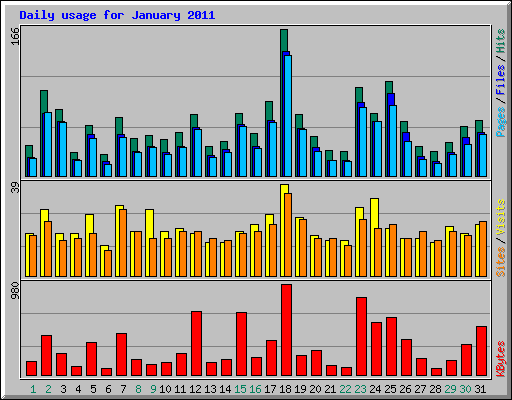 Daily usage for January 2011
166
Pages / Files / Hits
39
Sites / Visits
980
KBytes
1 2 3 4 5 6 7 8 9 10 11 12 13 14 15 16 17 18 19 20 21 22 23 24 25 26 27 28 29 30 31